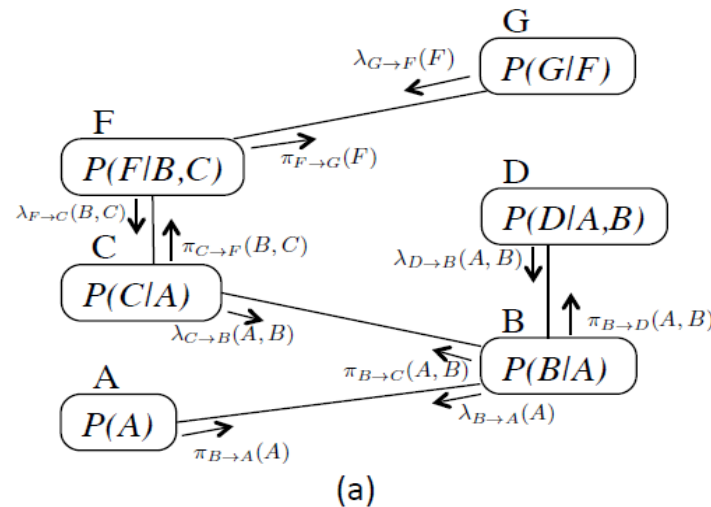 G
λ_{G→F}(F)
P(G|F)
F
π_{F→G}(F)
P(F|B,C)
D
λ_{F→C}(B,C)
P(D|A,B)
π_{C→F}(B,C)
C
λ_{D→B}(A,B)
P(C|A)
B
π_{B→D}(A,B)
λ_{C→B}(A,B)
A
π_{B→C}(A,B)
P(B|A)
P(A)
λ_{B→A}(A)
π_{B→A}(A)
(a)